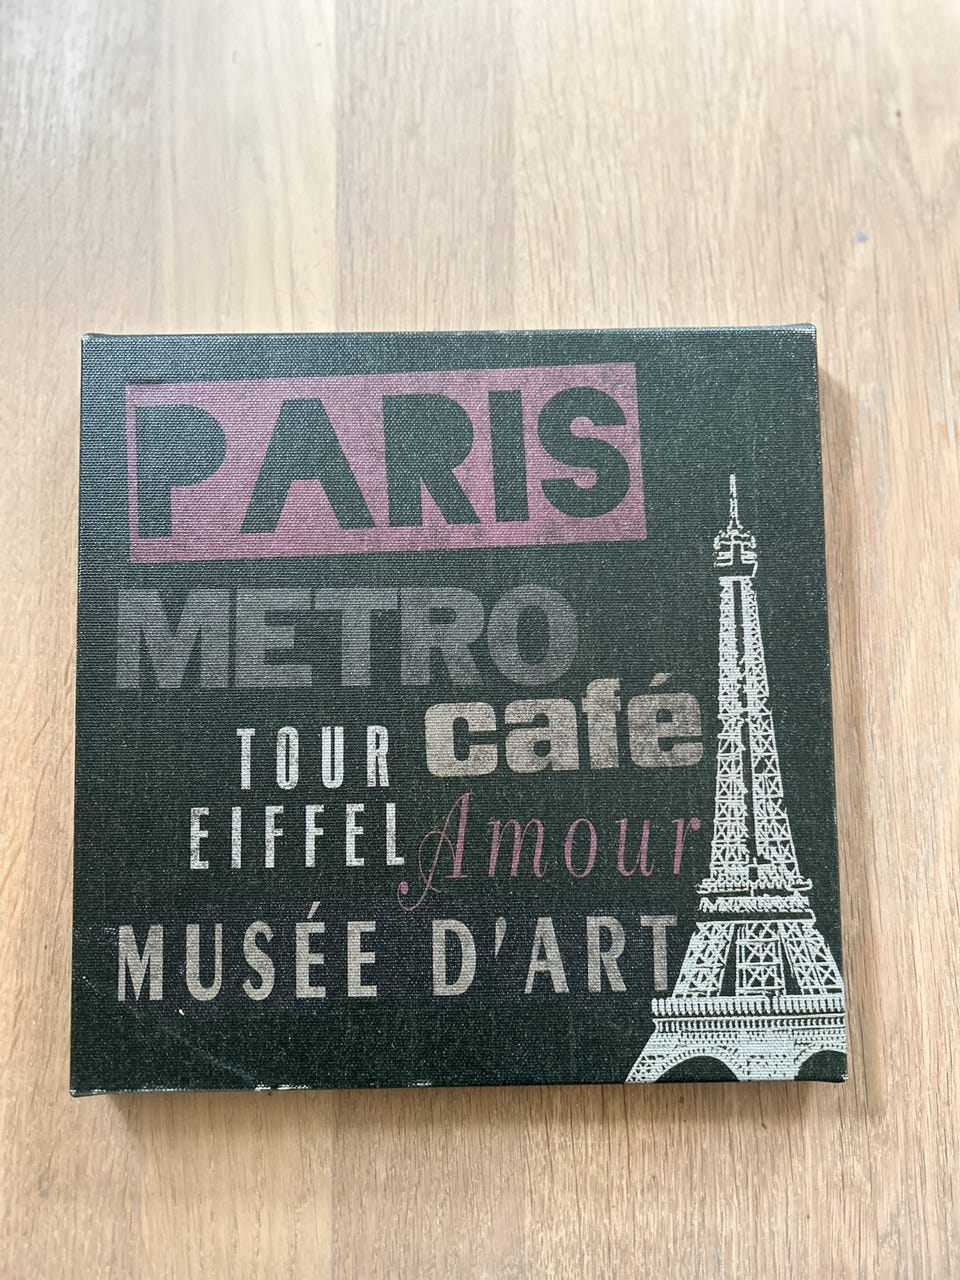 PARIS
METRO
café
TOUR
EIFFEL
Amour
MUSÉE D'ART